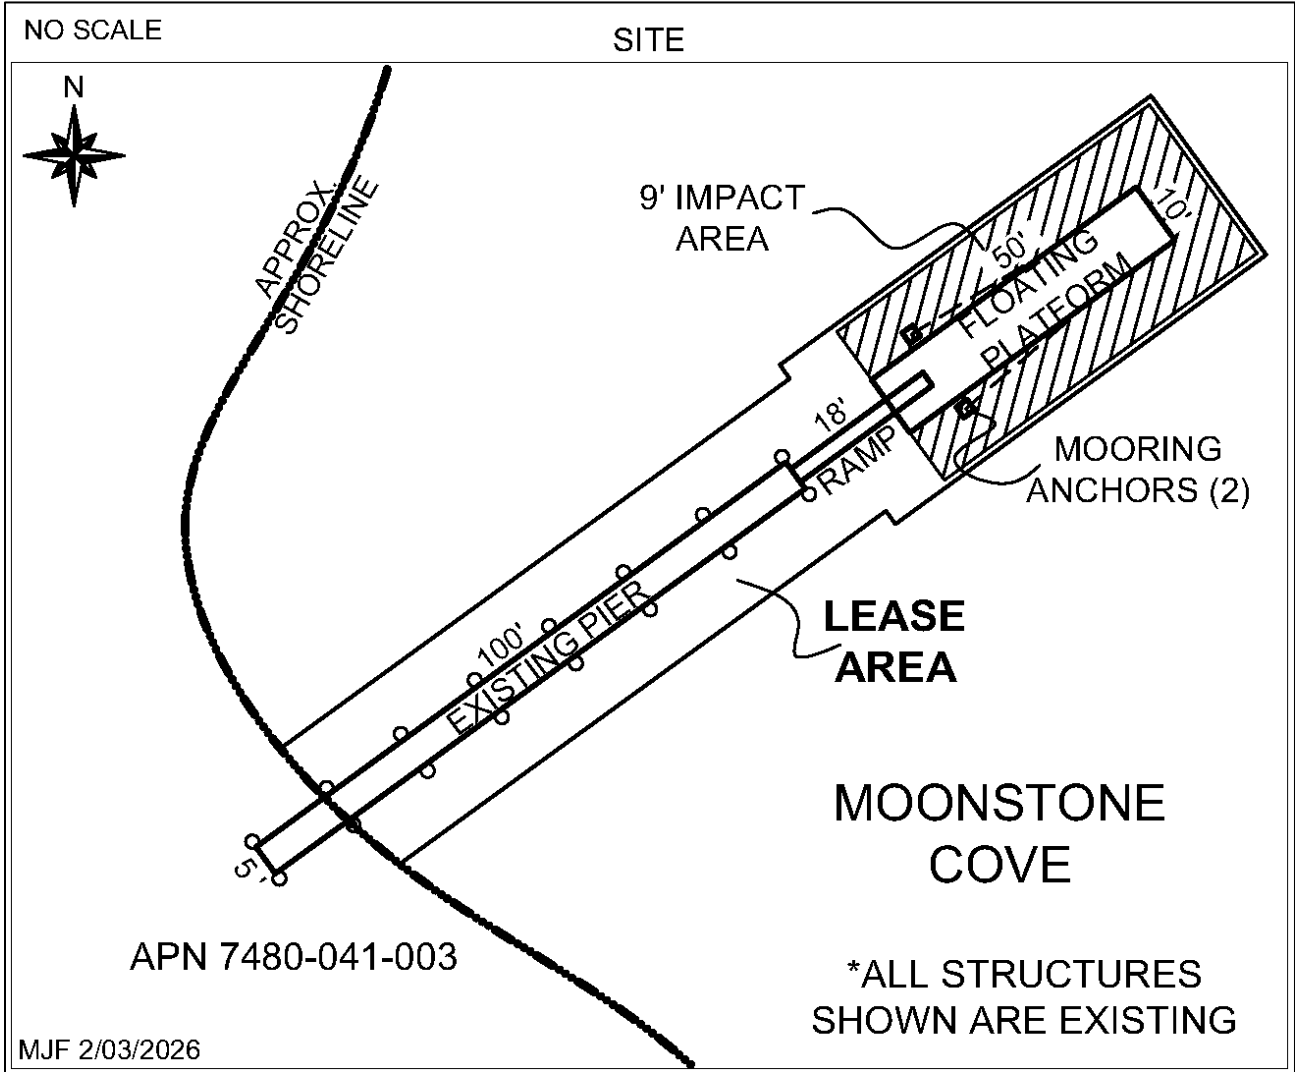 NO SCALE
SITE
N
APPROX.
SHORELINE
9' IMPACT
AREA
50'
10'
FLOATING
PLATFORM
18'
RAMP
MOORING
ANCHORS (2)
100'
EXISTING PIER
LEASE
AREA
5'
MOONSTONE
COVE
APN 7480-041-003
*ALL STRUCTURES
SHOWN ARE EXISTING
MJF 2/03/2026